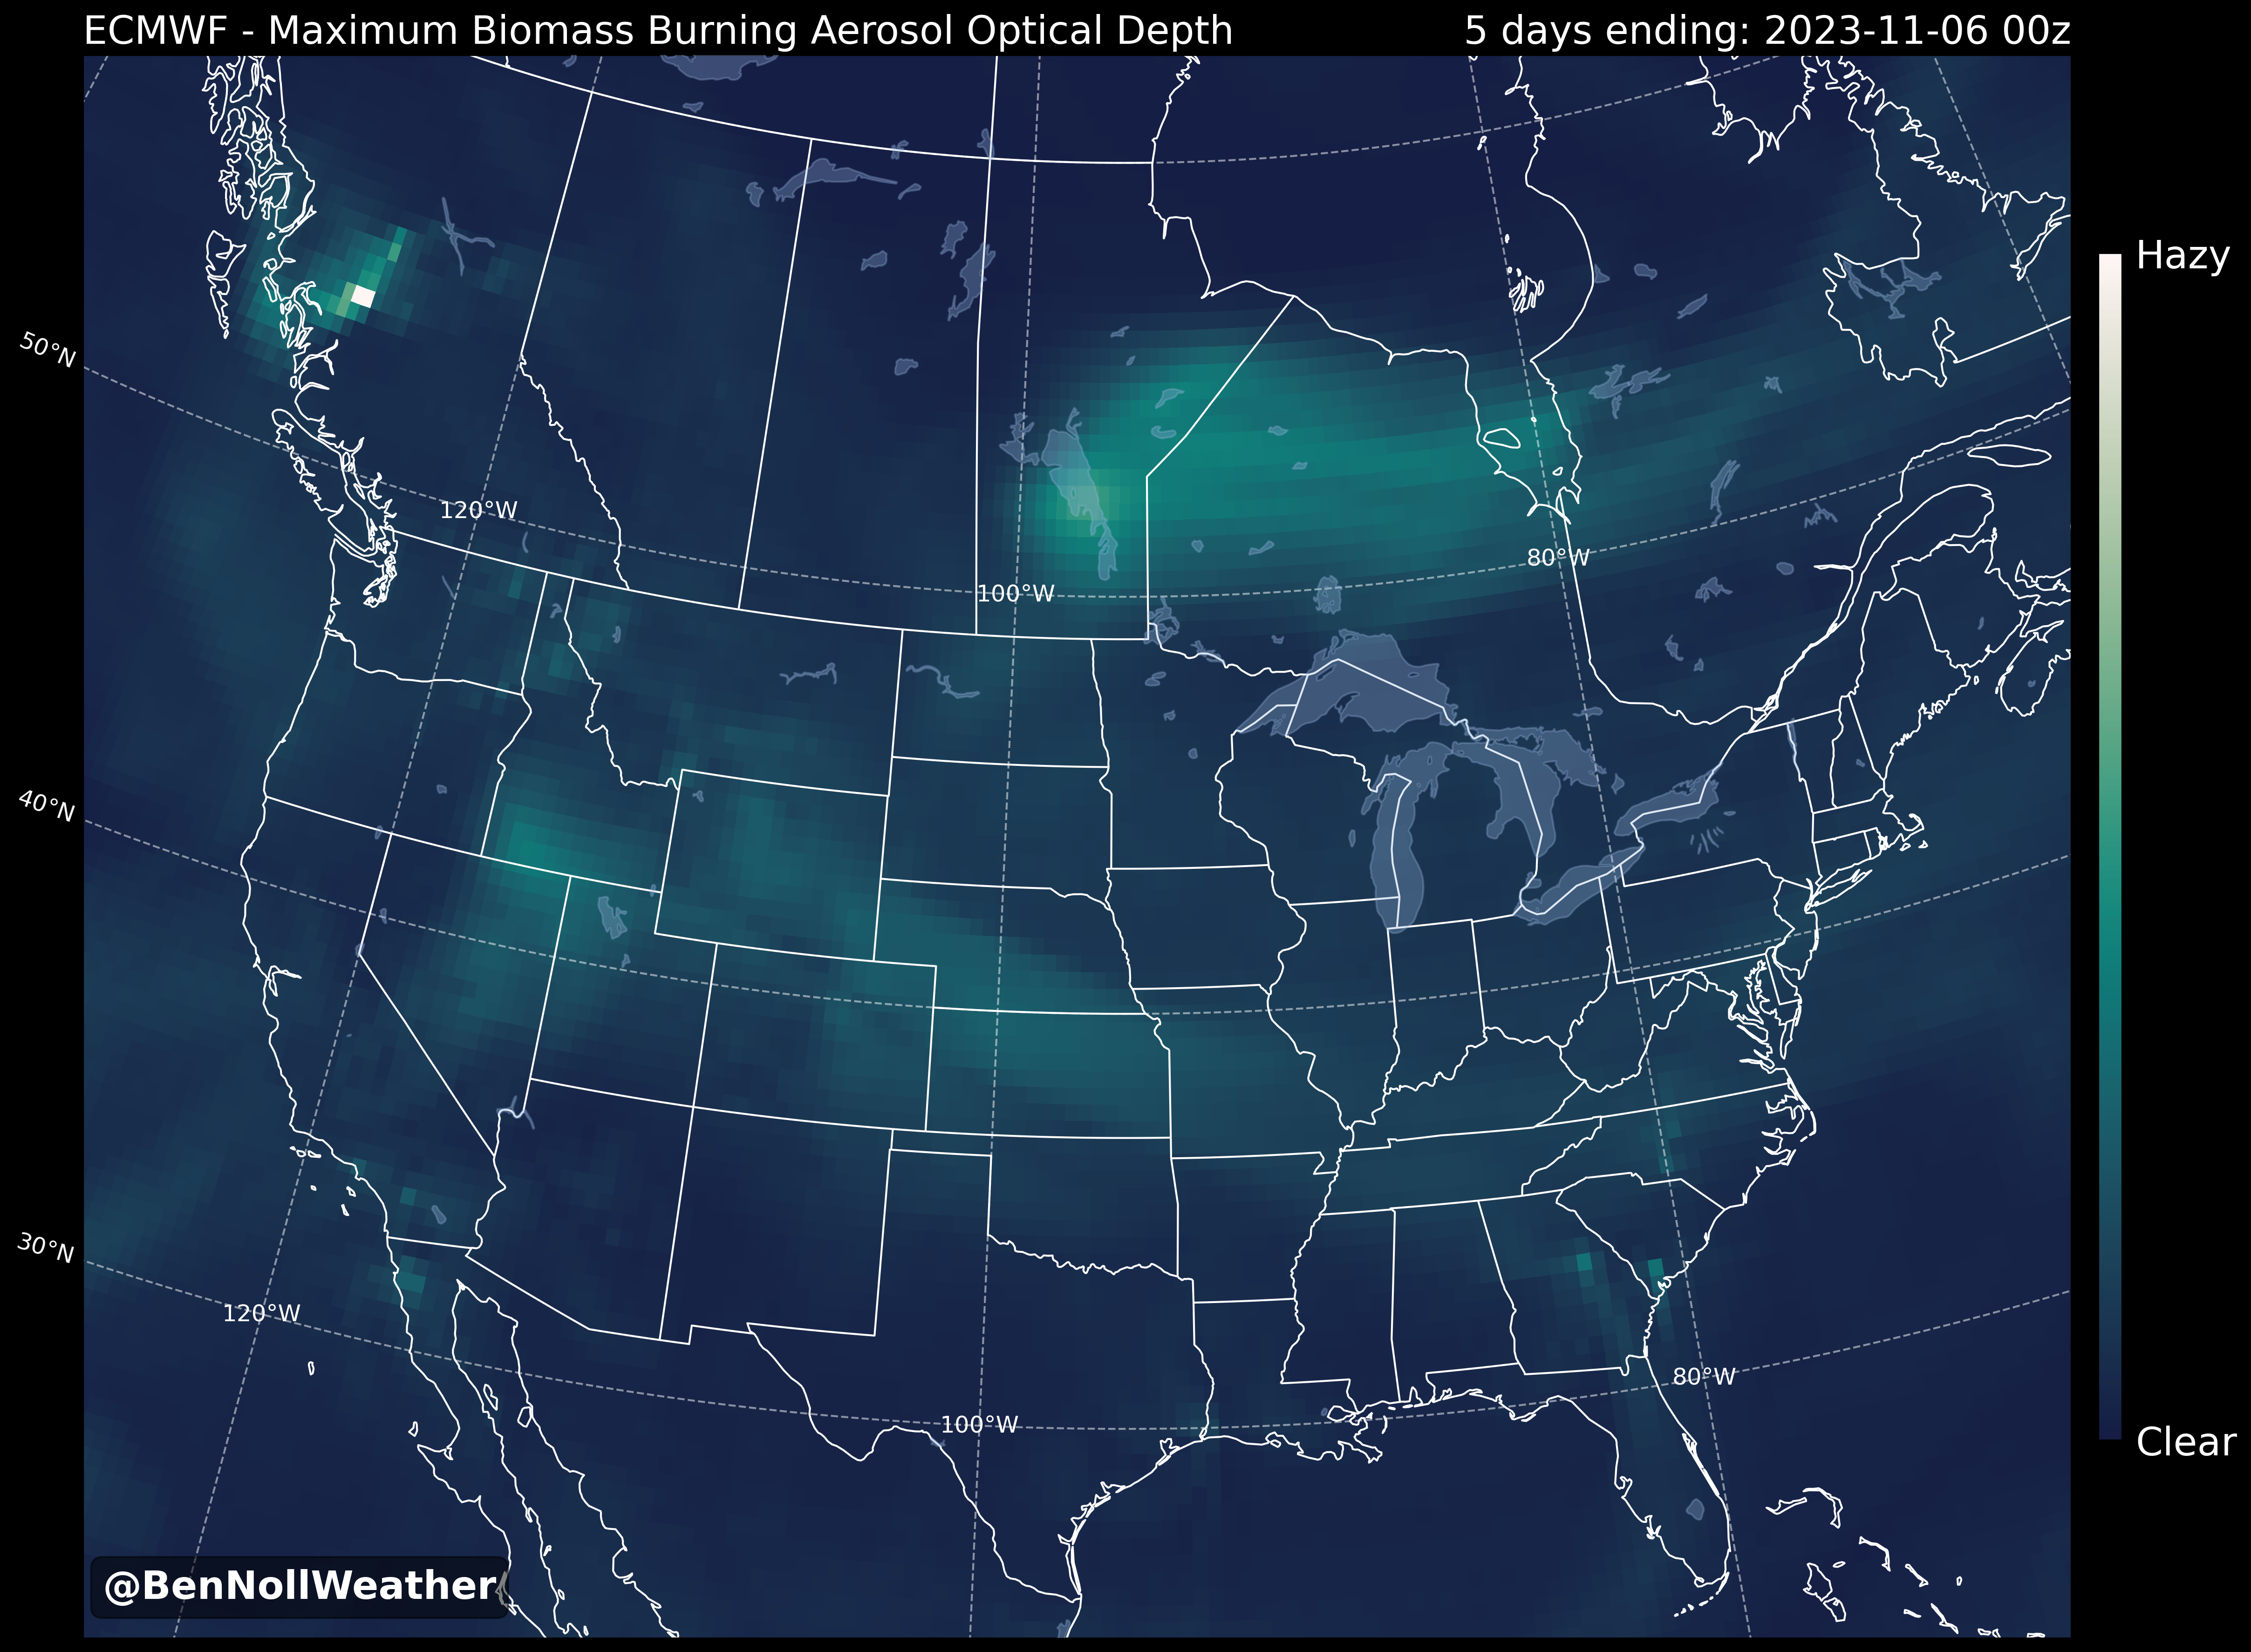 ECMWF - Maximum Biomass Burning Aerosol Optical Depth
5 days ending: 2023-11-06 00z
Hazy
50°N
120°W
80°W
100°W
40°N
30°N
120°W
80°W
100°W
Clear
@BenNollWeather